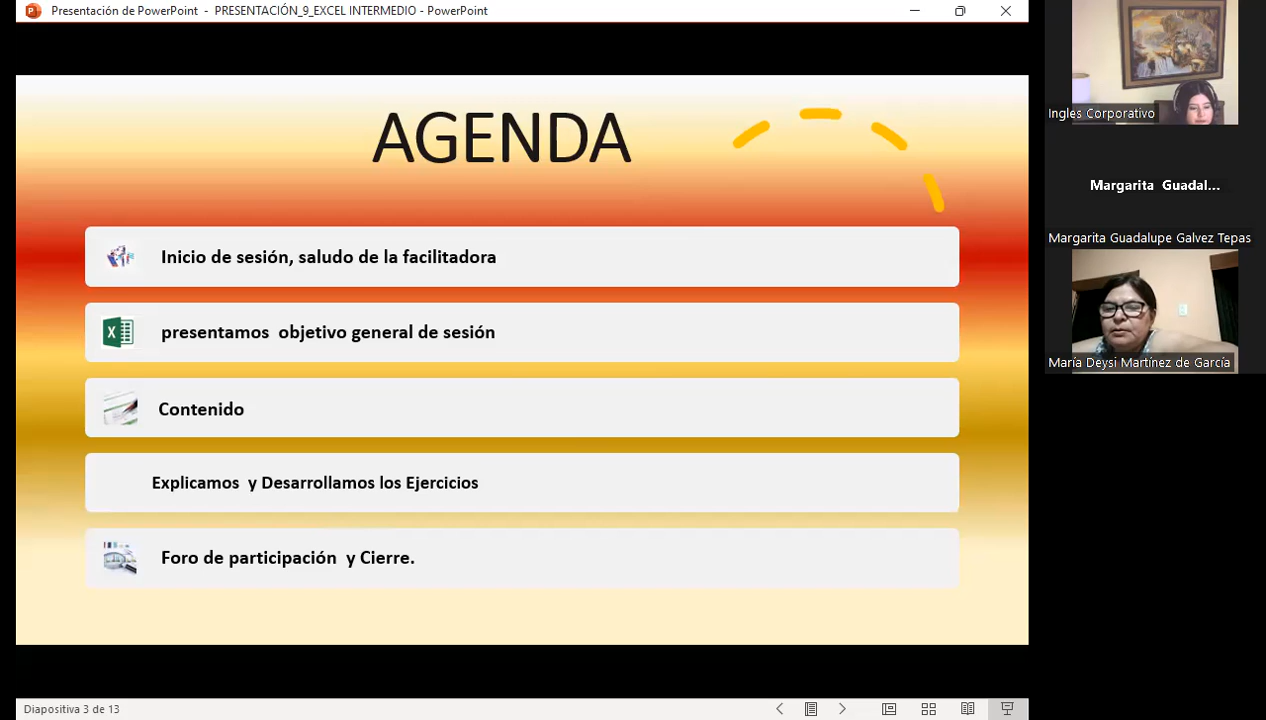 Presentación de PowerPoint - PRESENTACIÓN_9_EXCEL INTERMEDIO - PowerPoint
AGENDA
Inicio de sesión, saludo de la facilitadora
presentamos objetivo general de sesión
Contenido
Explicamos y Desarrollamos los Ejercicios
Foro de participación y Cierre.
Diapositiva 3 de 13
Ingles Corporativo
Margarita Guadal...
Margarita Guadalupe Galvez Tepas
María Deysi Martínez de García